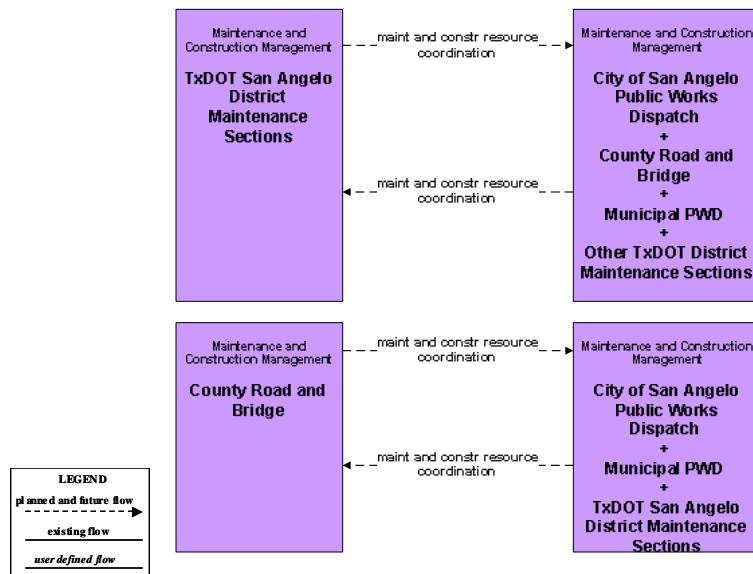 Maintenance and
Construction Management
TxDOT San Angelo
District
Maintenance
Sections
maint and constr resource
coordination
maint and constr resource
coordination
Maintenance and Construction
Management
City of San Angelo
Public Works
Dispatch
+
County Road and
Bridge
+
Municipal PWD
+
Other TxDOT District
Maintenance Sections
Maintenance and
Construction Management
County Road and
Bridge
maint and constr resource
coordination
maint and constr resource
coordination
Maintenance and Construction
Management
City of San Angelo
Public Works
Dispatch
+
Municipal PWD
+
TxDOT San Angelo
District Maintenance
Sections
LEGEND
planned and future flow
existing flow
user defined flow